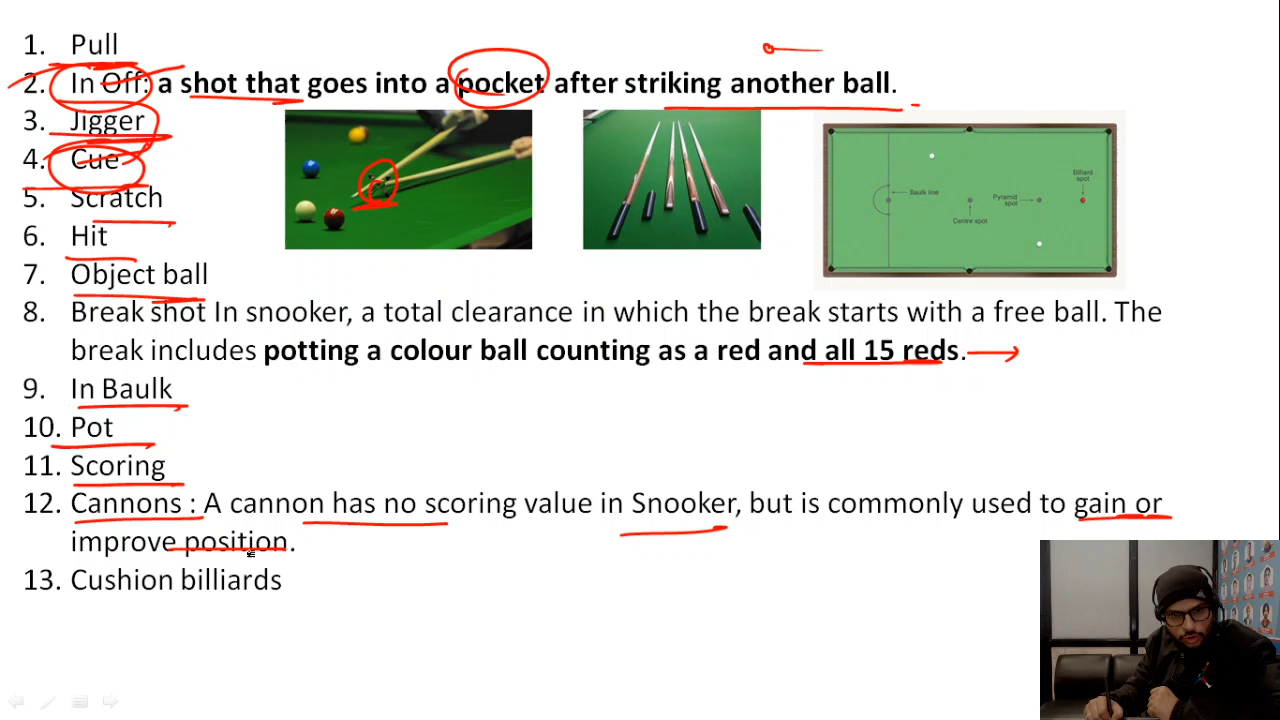 1. Pull
2. In Off: a shot that goes into a pocket after striking another ball.
3. Jigger
4. Cue
5. Scratch
6. Hit
7. Object ball
8. Break shot In snooker, a total clearance in which the break starts with a free ball. The
break includes potting a colour ball counting as a red and all 15 reds.
9. In Baulk
10. Pot
11. Scoring
12. Cannons : A cannon has no scoring value in Snooker, but is commonly used to gain or
improve position.
13. Cushion billiards
Baulk line
Centre spot
Pyramid
spot
Billiard
spot